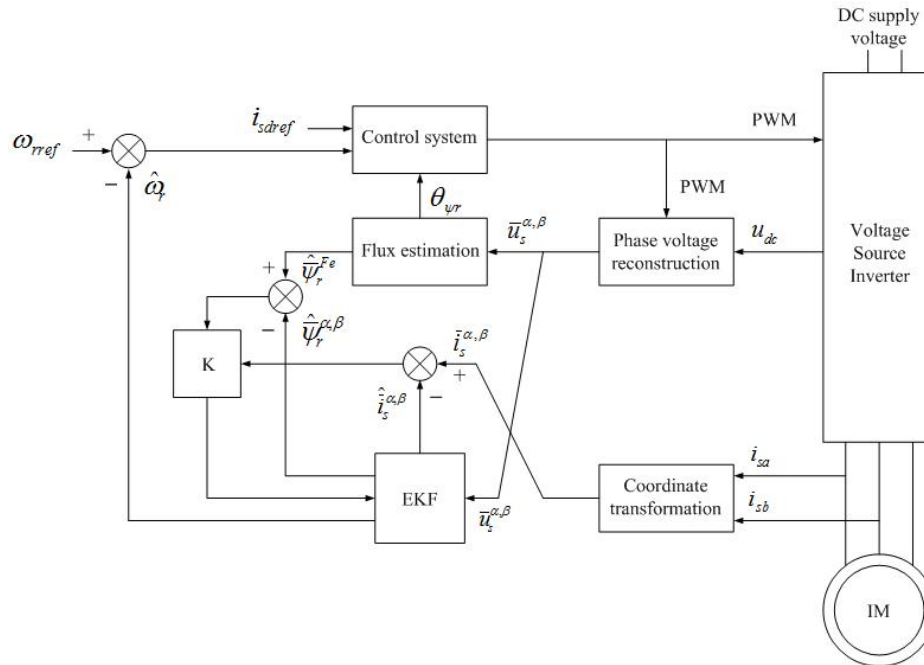 DC supply
voltage
i_sdref
ω_rref
+
−
ω̂_r
Control system
PWM
PWM
θ_ψr
ū_s^α,β
Flux estimation
Phase voltage
reconstruction
u_dc
Voltage
Source
Inverter
+
ψ̂_r^Fe
−
ψ̂_r^α,β
K
ī_s^α,β
+
−
î_s^α,β
EKF
ū_s^α,β
Coordinate
transformation
i_sa
i_sb
IM